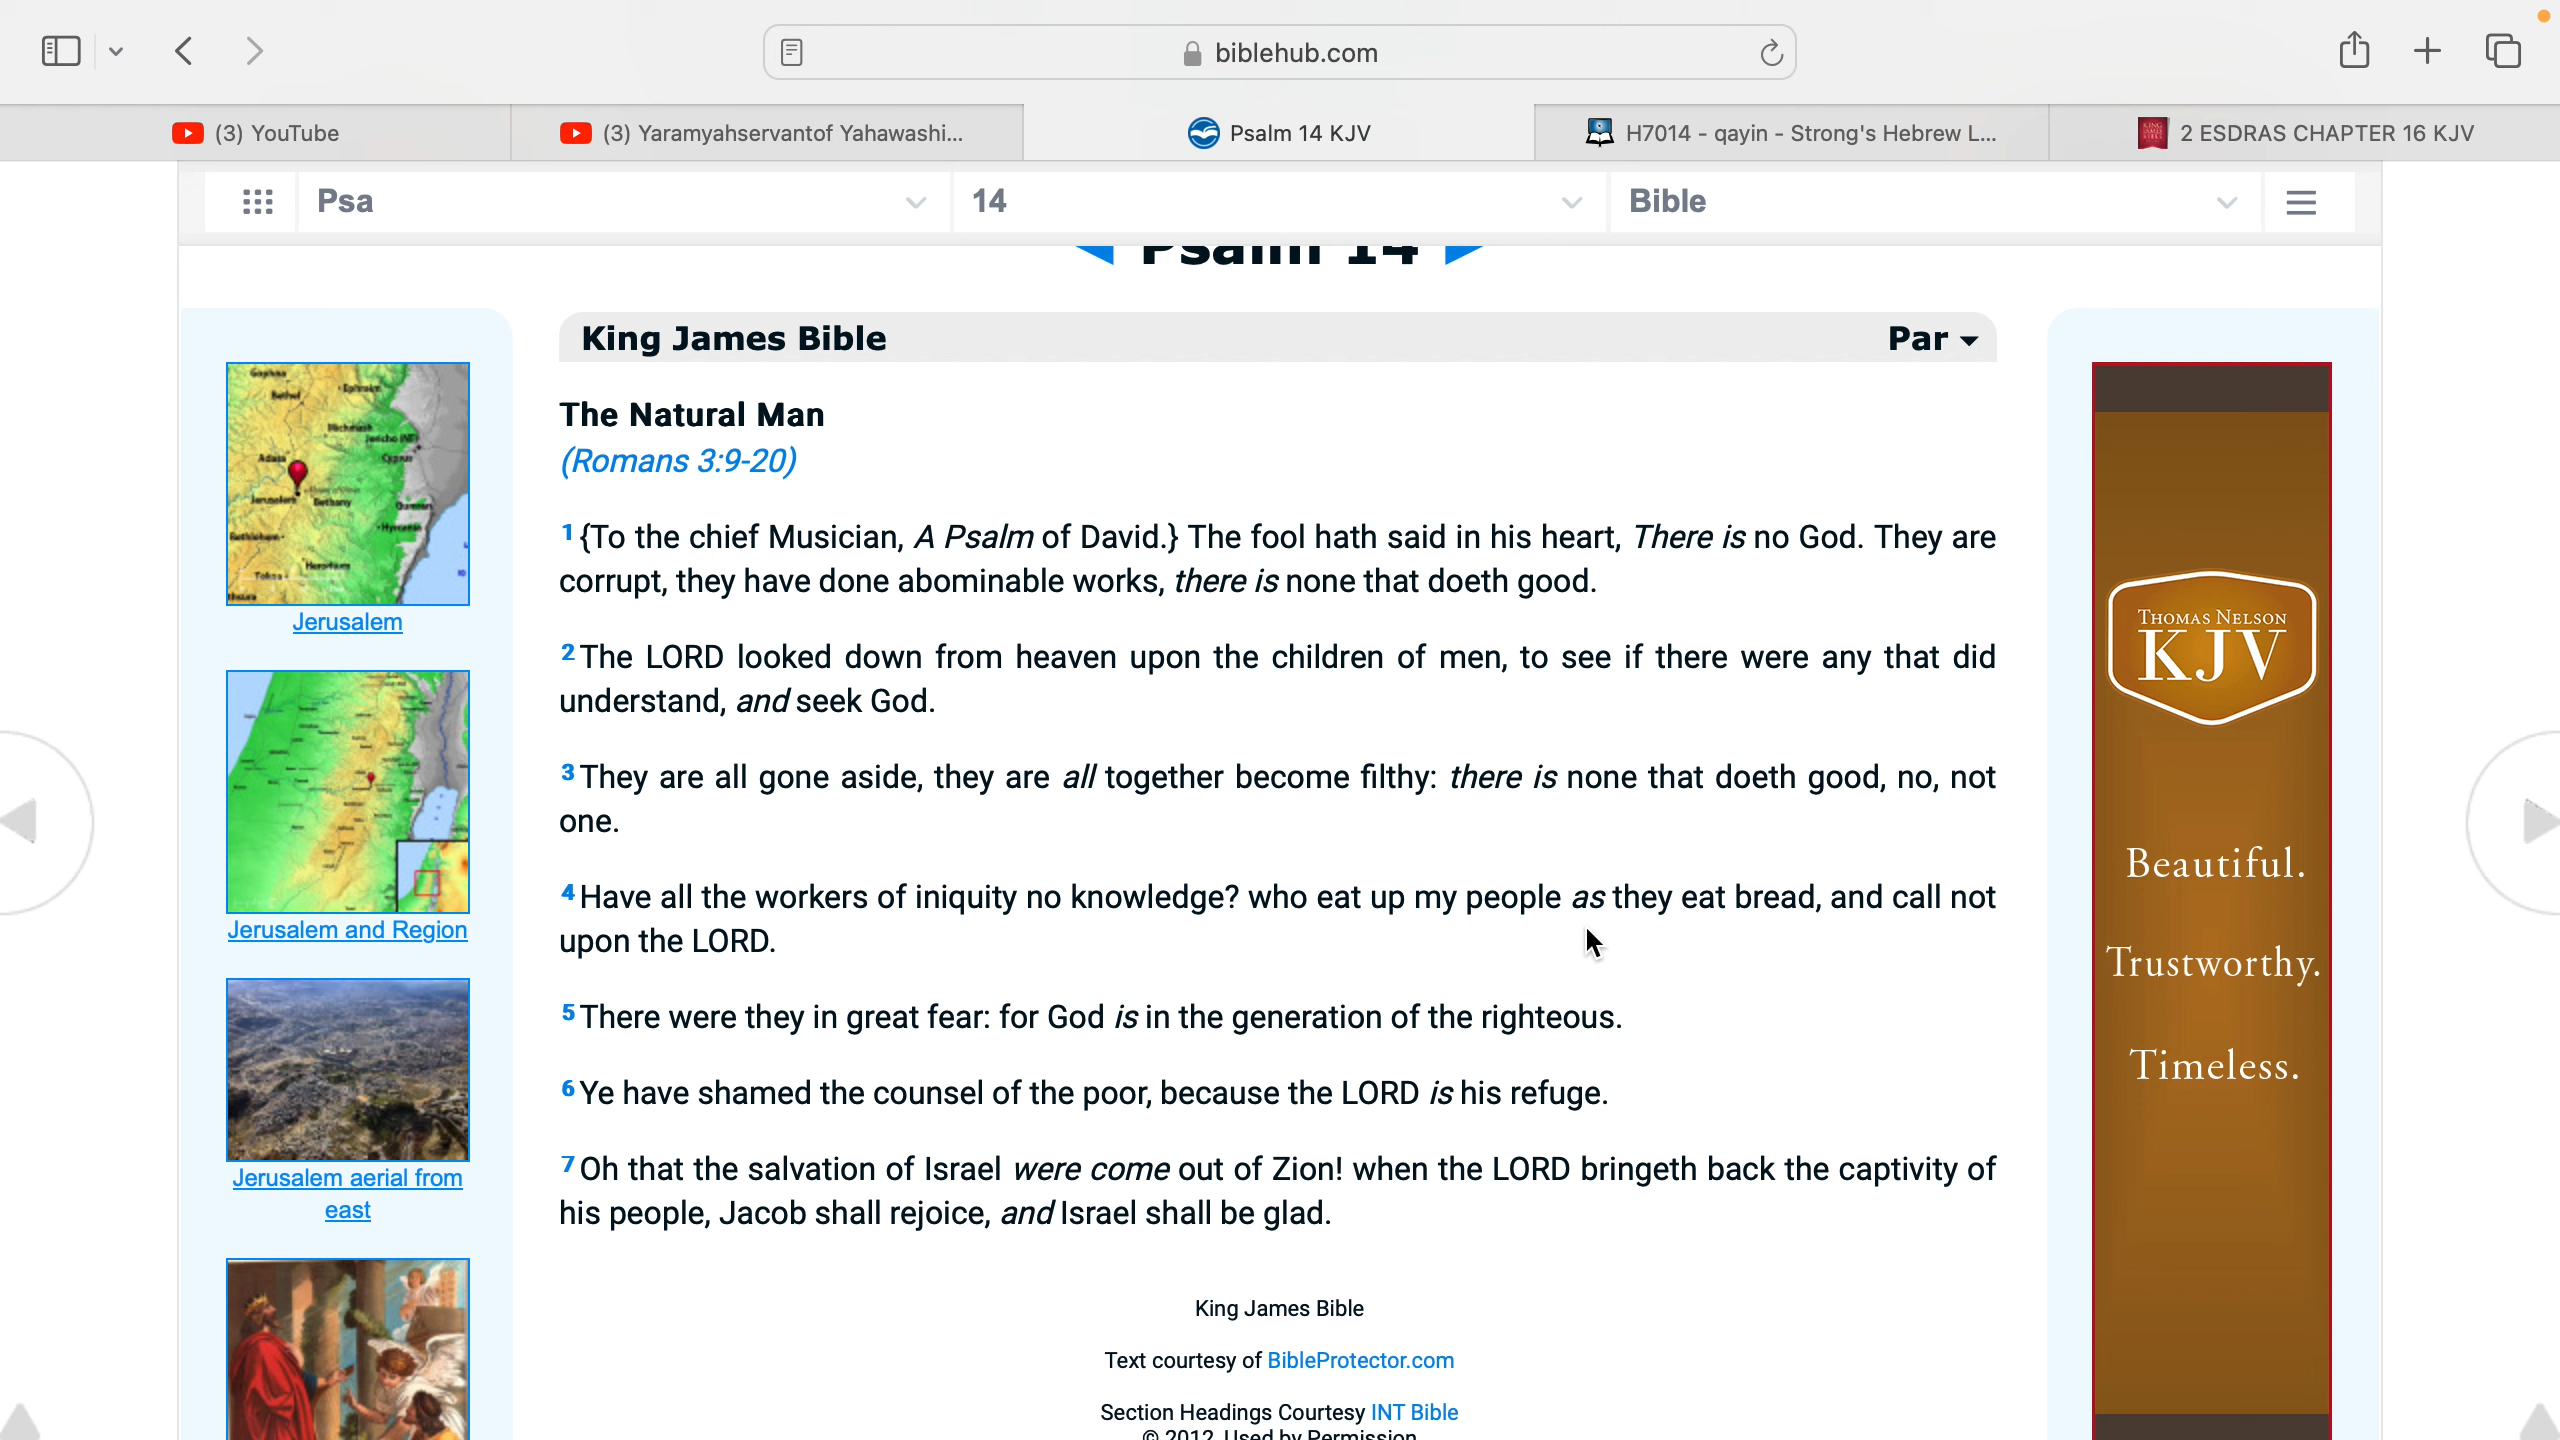 biblehub.com
(3) YouTube
(3) Yaramyahservantof Yahawashi...
Psalm 14 KJV
H7014 - qayin - Strong's Hebrew L...
2 ESDRAS CHAPTER 16 KJV
Psa
14
Bible
Psalm 14
King James Bible
Par
The Natural Man
(Romans 3:9-20)
1 {To the chief Musician, A Psalm of David.} The fool hath said in his heart, There is no God. They are
corrupt, they have done abominable works, there is none that doeth good.
2 The LORD looked down from heaven upon the children of men, to see if there were any that did
understand, and seek God.
3 They are all gone aside, they are all together become filthy: there is none that doeth good, no, not
one.
4 Have all the workers of iniquity no knowledge? who eat up my people as they eat bread, and call not
upon the LORD.
5 There were they in great fear: for God is in the generation of the righteous.
6 Ye have shamed the counsel of the poor, because the LORD is his refuge.
7 Oh that the salvation of Israel were come out of Zion! when the LORD bringeth back the captivity of
his people, Jacob shall rejoice, and Israel shall be glad.
King James Bible
Text courtesy of BibleProtector.com
Section Headings Courtesy INT Bible
© 2012, Used by Permission
Ephraim
Bethel
Jericho
Jerusalem
Bethany
Jerusalem
Jerusalem and Region
Jerusalem aerial from
east
THOMAS NELSON
KJV
Beautiful.
Trustworthy.
Timeless.